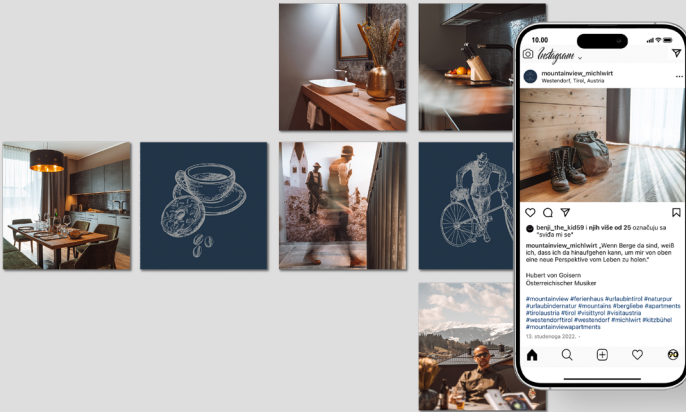 10.00
Instagram
mountainview_michlwirt
Westendorf, Tirol, Austria
benji_the_kid59 i njih više od 25 označuju sa
"sviđa mi se"
mountainview_michlwirt „Wenn Berge da sind, weiß
ich, dass ich da hinaufgehen kann, um mir von oben
eine neue Perspektive vom Leben zu holen."
Hubert von Goisern
Österreichischer Musiker
#mountainview #ferienhaus #urlaubintirol #naturpur
#urlaubindernatur #mountains #bergliebe #apartments
#tirolaustria #tirol #visittyrol #visitaustria
#westendorftirol #westendorf #michlwirt #kitzbühel
#mountainviewapartments
13. studenoga 2022. ·